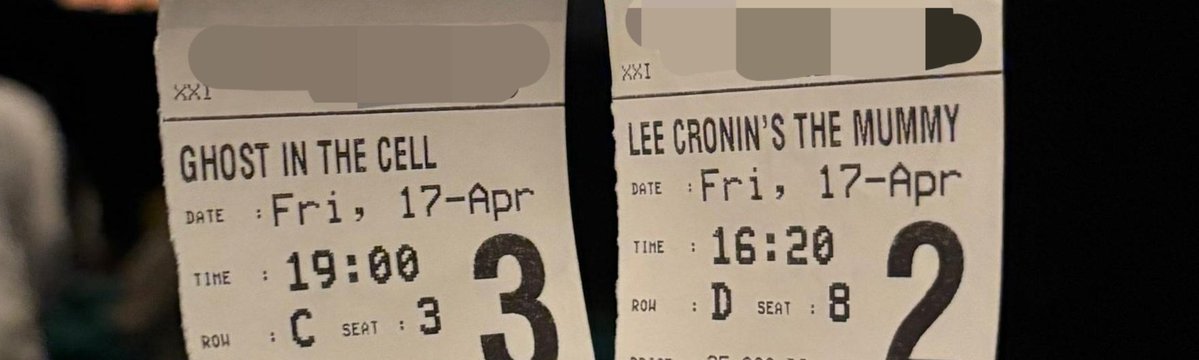 XXI
GHOST IN THE CELL
DATE : Fri, 17-Apr
TIME : 19:00
ROW : C SEAT : 3
3
XXI
LEE CRONIN'S THE MUMMY
DATE : Fri, 17-Apr
TIME : 16:20
ROW : D SEAT : 8
2